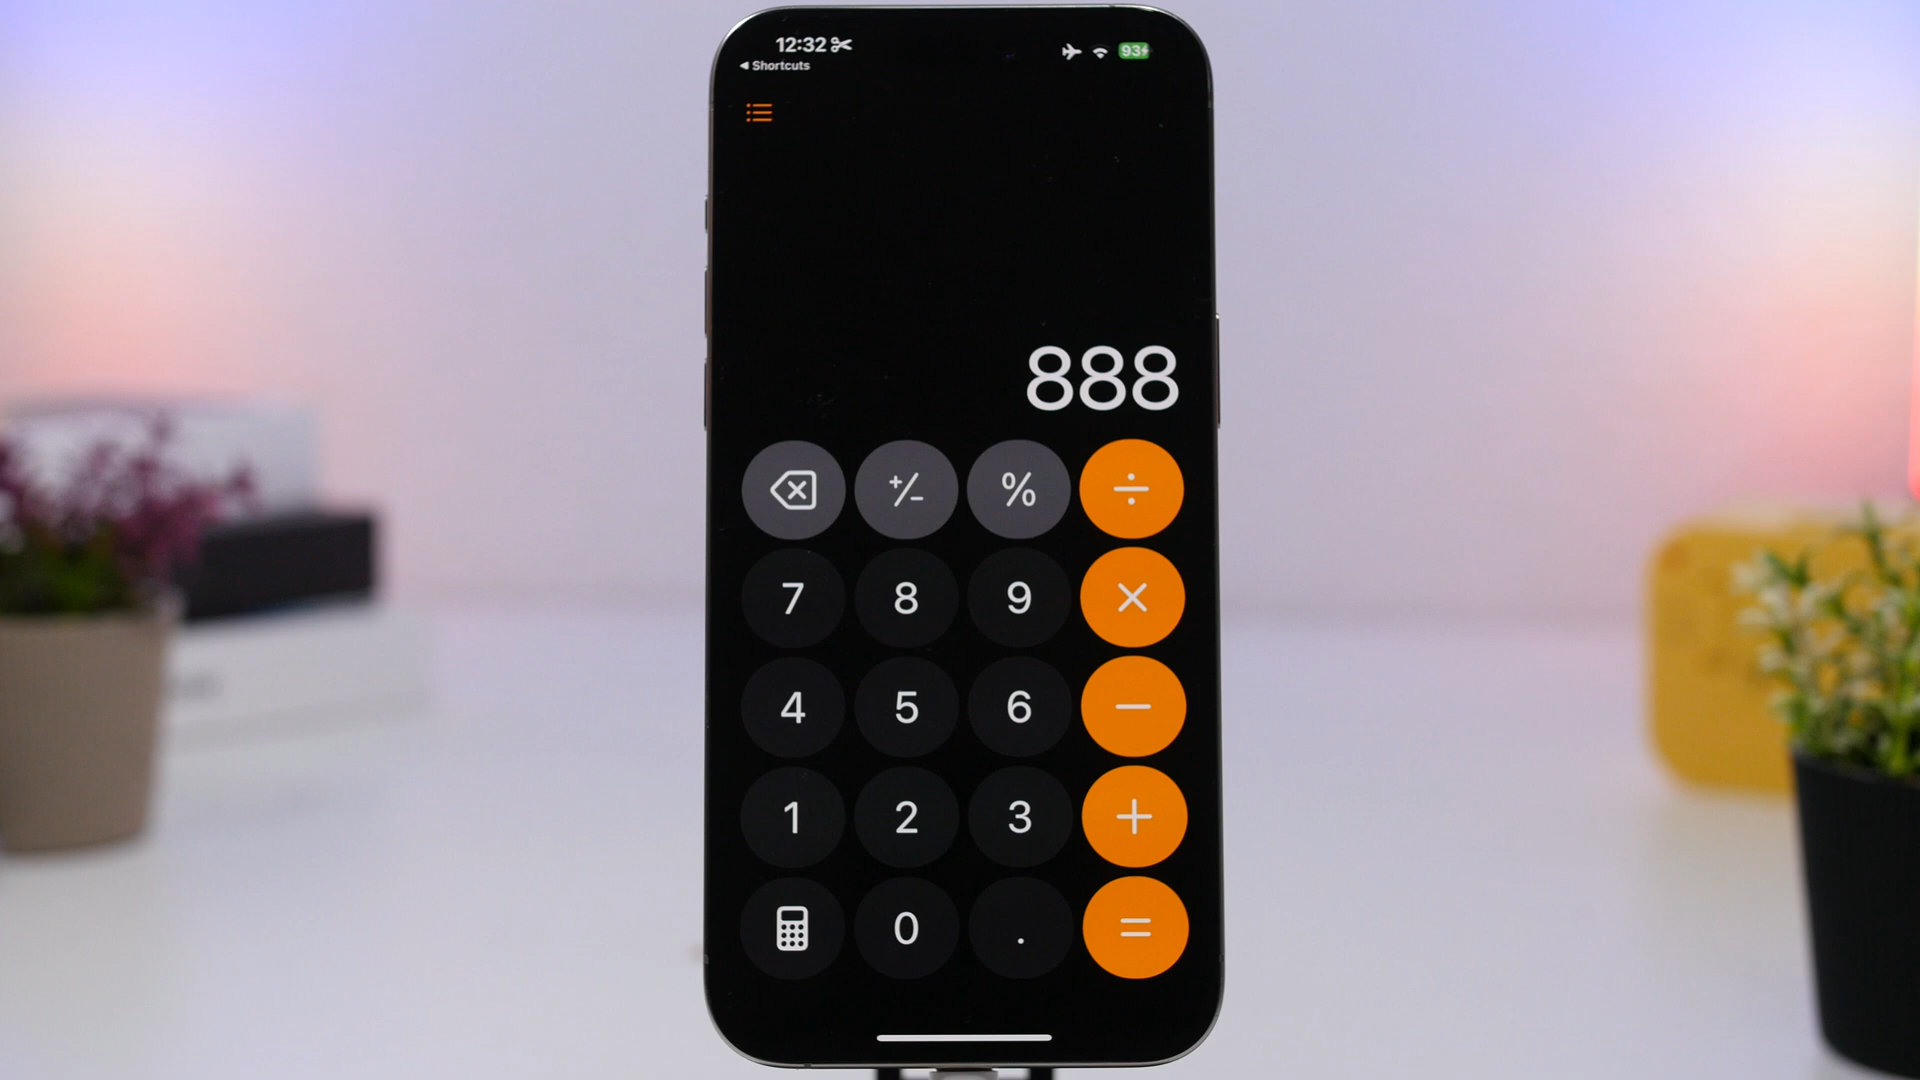 12:32
93
Shortcuts
888
+/− % ÷
7 8 9 ×
4 5 6 −
1 2 3 +
0 . =